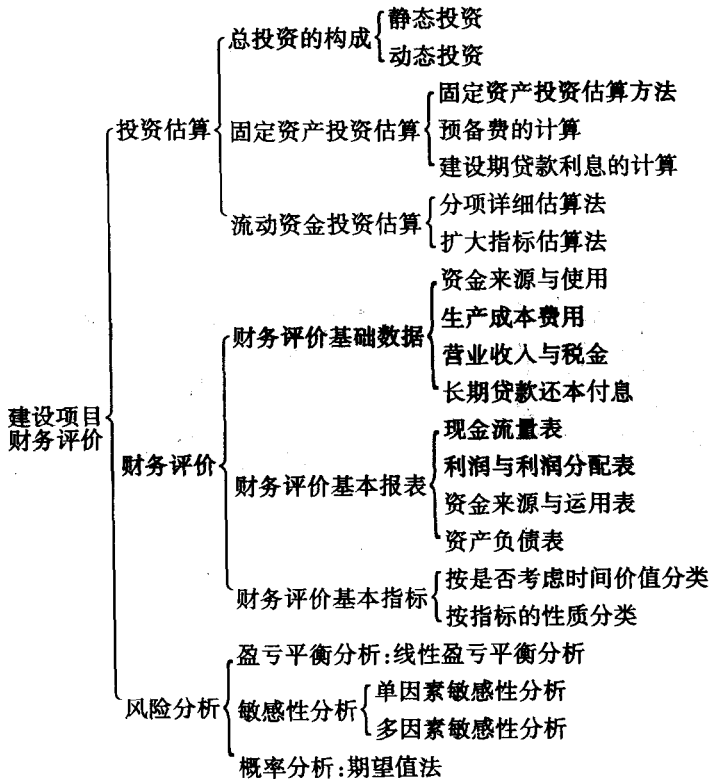 建设项目
财务评价
投资估算
总投资的构成
静态投资
动态投资
固定资产投资估算
固定资产投资估算方法
预备费的计算
建设期贷款利息的计算
流动资金投资估算
分项详细估算法
扩大指标估算法
财务评价
财务评价基础数据
资金来源与使用
生产成本费用
营业收入与税金
长期贷款还本付息
财务评价基本报表
现金流量表
利润与利润分配表
资金来源与运用表
资产负债表
财务评价基本指标
按是否考虑时间价值分类
按指标的性质分类
风险分析
盈亏平衡分析:线性盈亏平衡分析
敏感性分析
单因素敏感性分析
多因素敏感性分析
概率分析:期望值法